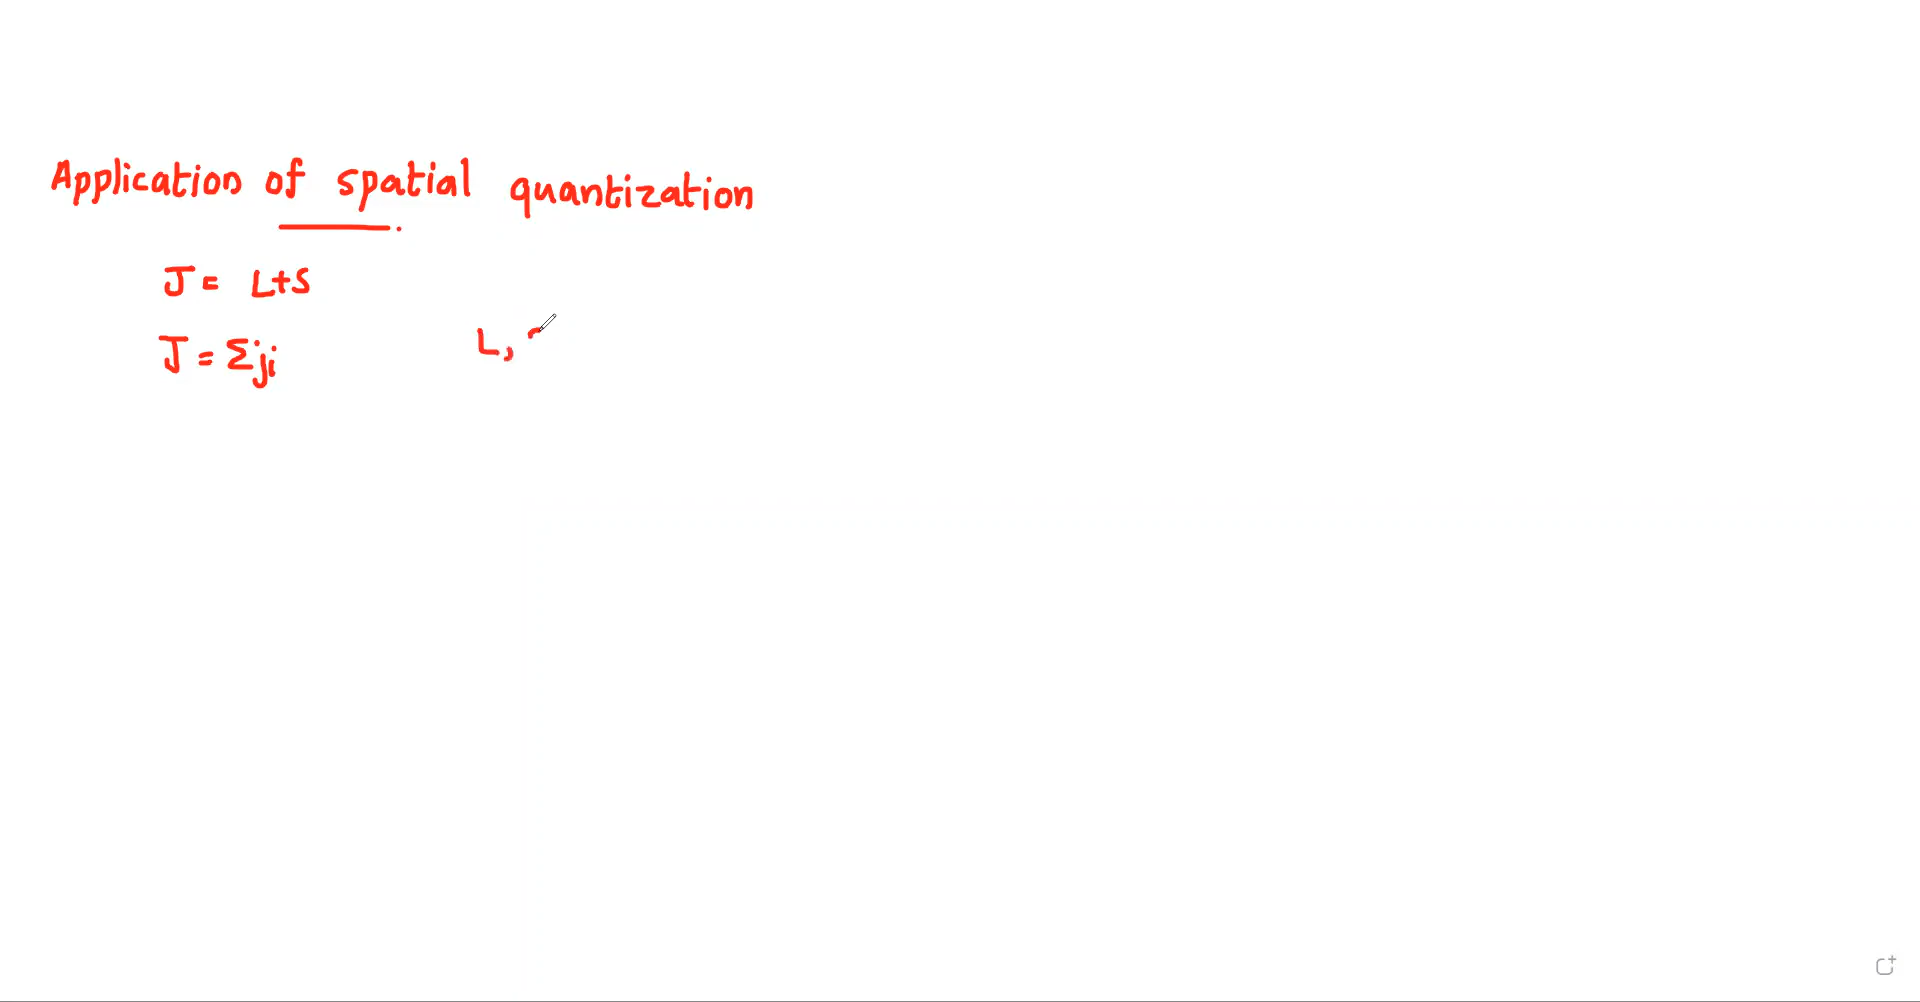 Application of spatial quantization
J = L+S
J = Σji
L,